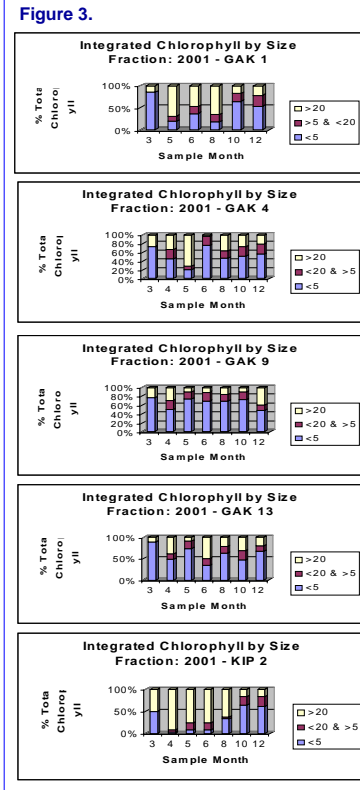 Figure 3.
Integrated Chlorophyll by Size
Fraction: 2001 - GAK 1
% Tota
Chloro
yll
100%
50%
0%
3 5 6 8 10 12
Sample Month
>20
>5 & <20
<5
Integrated Chlorophyll by Size
Fraction: 2001 - GAK 4
% Tota
Chloro
yll
100%
80%
60%
40%
20%
0%
3 4 5 6 8 10 12
Sample Month
>20
<20 & >5
<5
Integrated Chlorophyll by Size
Fraction: 2001 - GAK 9
% Tota
Chloro
yll
100%
80%
60%
40%
20%
0%
3 4 5 6 8 10 12
Sample Month
>20
<20 & >5
<5
Integrated Chlorophyll by Size
Fraction: 2001 - GAK 13
% Tota
Chloro
yll
100%
50%
0%
3 4 5 6 8 10 12
Sample Month
>20
<20 & >5
<5
Integrated Chlorophyll by Size
Fraction: 2001 - KIP 2
% Tota
Chloro
yll
100%
50%
0%
3 4 5 6 8 10 12
Sample Month
>20
<20 & >5
<5